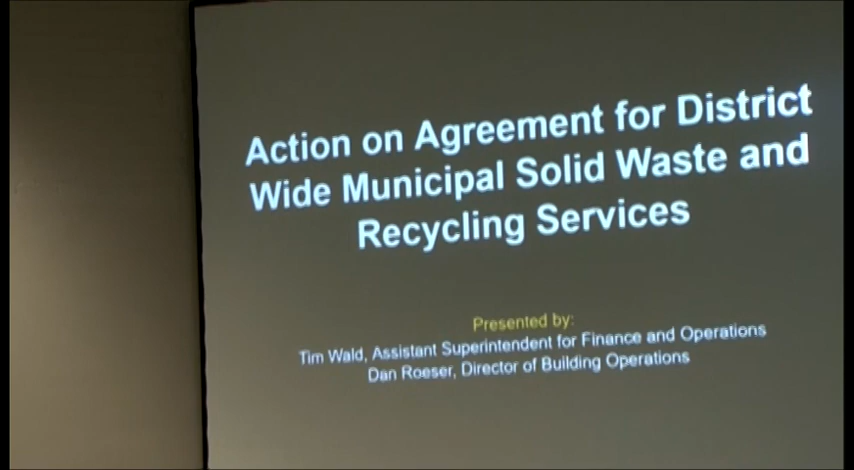 Action on Agreement for District
Wide Municipal Solid Waste and
Recycling Services
Presented by:
Tim Wald, Assistant Superintendent for Finance and Operations
Dan Roeser, Director of Building Operations